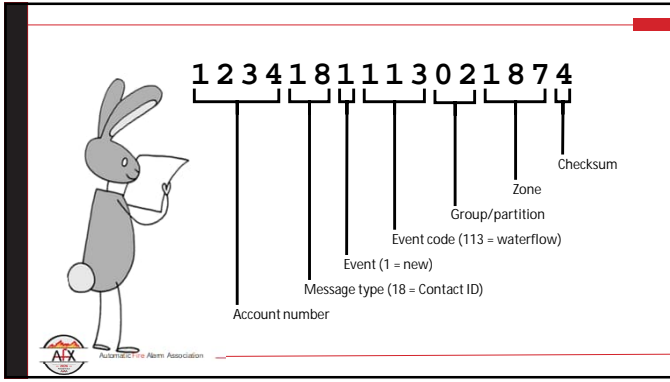 1234181113021874
Checksum
Zone
Group/partition
Event code (113 = waterflow)
Event (1 = new)
Message type (18 = Contact ID)
Account number
AFX
Automatic Fire Alarm Association